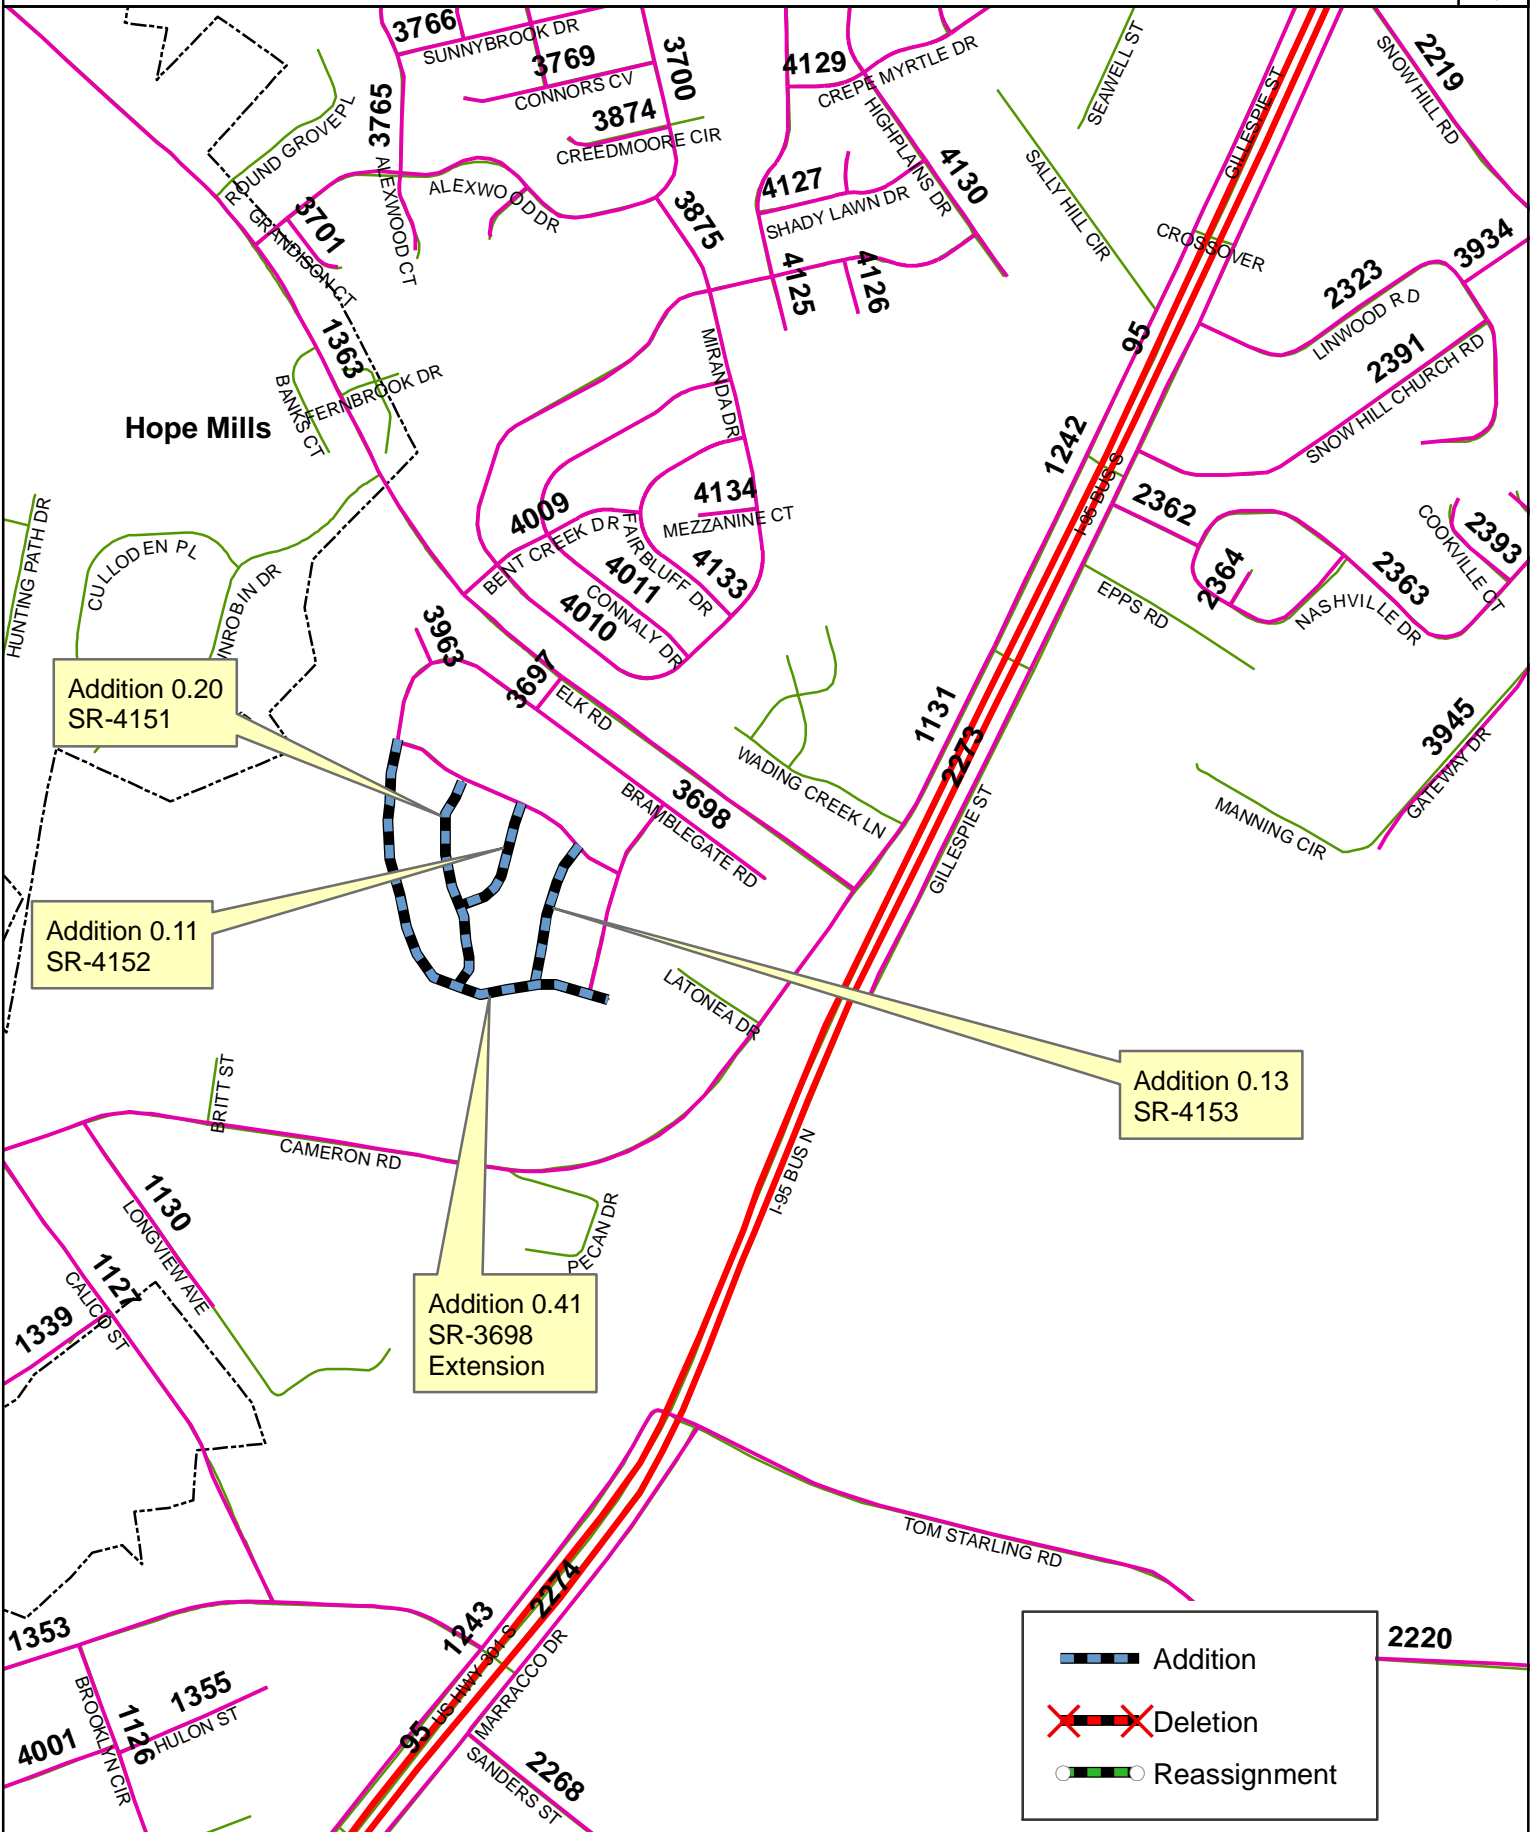 3766
SUNNYBROOK DR
3769
CONNORS CV
3700
3765
3874
CREEDMOORE CIR
4129
CREPE MYRTLE DR
SEAWELL ST
GILLESPIE ST
2219
SNOW HILL RD
ROUND GROVE PL
ALEXWOOD CT
ALEXWOOD DR
3701
GRANDISON CT
3875
4127
SHADY LAWN DR
HIGHPLAINS DR
4130
SALLY HILL CIR
CROSSOVER
4125
4126
3934
2323
LINWOOD RD
2391
SNOW HILL CHURCH RD
95
1363
BANKS CT
FERNBROOK DR
MIRANDA DR
Hope Mills
1242
I-95 BUS S
4134
MEZZANINE CT
4009
BENT CREEK DR
FAIRBLUFF DR
4133
4011
CONNALY DR
4010
2362
2364
2363
NASHVILLE DR
2393
COOKVILLE CT
EPPS RD
HUNTING PATH DR
CULLODEN PL
UNROBIN DR
3963
3697
ELK RD
Addition 0.20
SR-4151
1131
2273
GILLESPIE ST
WADING CREEK LN
3698
BRAMBLEGATE RD
3945
GATEWAY DR
MANNING CIR
Addition 0.11
SR-4152
LATONEA DR
Addition 0.13
SR-4153
BRITT ST
CAMERON RD
I-95 BUS N
1130
LONGVIEW AVE
PECAN DR
1127
CALICO ST
1339
Addition 0.41
SR-3698
Extension
TOM STARLING RD
2274
1243
US HWY 301 S
MARRACCO DR
95
2268
SANDERS ST
1353
BROOKLYN CIR
1126
1355
HULON ST
4001
2220
Addition
Deletion
Reassignment